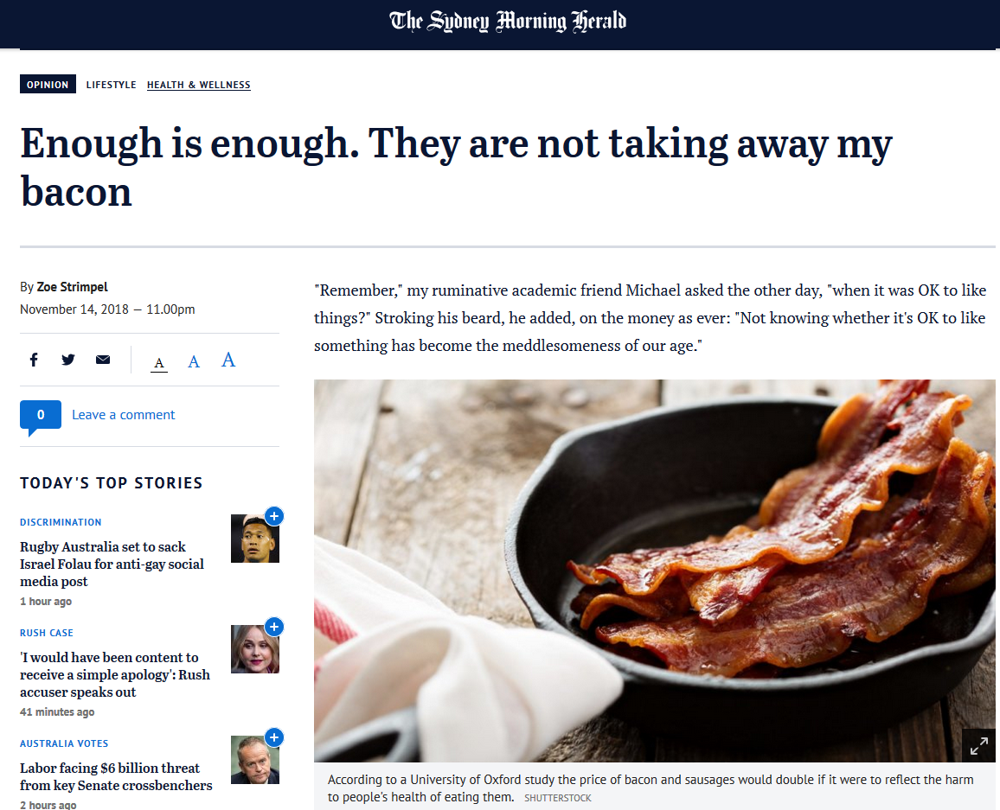 The Sydney Morning Herald
OPINION LIFESTYLE HEALTH & WELLNESS
Enough is enough. They are not taking away my
bacon
By Zoe Strimpel
November 14, 2018 — 11.00pm
A A A
0 Leave a comment
TODAY'S TOP STORIES
DISCRIMINATION
Rugby Australia set to sack
Israel Folau for anti-gay social
media post
1 hour ago
RUSH CASE
'I would have been content to
receive a simple apology': Rush
accuser speaks out
41 minutes ago
AUSTRALIA VOTES
Labor facing $6 billion threat
from key Senate crossbenchers
2 hours ago
"Remember," my ruminative academic friend Michael asked the other day, "when it was OK to like
things?" Stroking his beard, he added, on the money as ever: "Not knowing whether it's OK to like
something has become the meddlesomeness of our age."
According to a University of Oxford study the price of bacon and sausages would double if it were to reflect the harm
to people's health of eating them. SHUTTERSTOCK